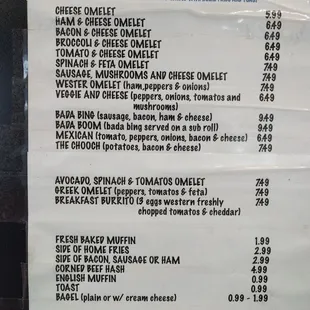 CHEESE OMELET 5.99
HAM & CHEESE OMELET 6.49
BACON & CHEESE OMELET 6.49
BROCCOLI & CHEESE OMELET 6.49
TOMATO & CHEESE OMELET 6.49
SPINACH & FETA OMELET 7.49
SAUSAGE, MUSHROOMS AND CHEESE OMELET 7.49
WESTER OMELET (ham,peppers & onions) 7.49
VEGGIE AND CHEESE (peppers, onions, tomatos and 6.49
mushrooms)
BADA BING (sausage, bacon, ham & cheese) 9.49
BADA BOOM (bada bing served on a sub roll) 9.49
MEXICAN (tomato, peppers, onions, bacon & cheese) 6.49
THE CHOOCH (potatoes, bacon & cheese) 7.49
AVOCADO, SPINACH & TOMATOS OMELET 7.49
GREEK OMELET (peppers, tomatos & feta) 7.49
BREAKFAST BURRITO (3 eggs western freshly 7.49
chopped tomatos & cheddar)
FRESH BAKED MUFFIN 1.99
SIDE OF HOME FRIES 2.99
SIDE OF BACON, SAUSAGE OR HAM 2.99
CORNED BEEF HASH 4.99
ENGLISH MUFFIN 0.99
TOAST 0.99
BAGEL (plain or w/ cream cheese) 0.99 - 1.99